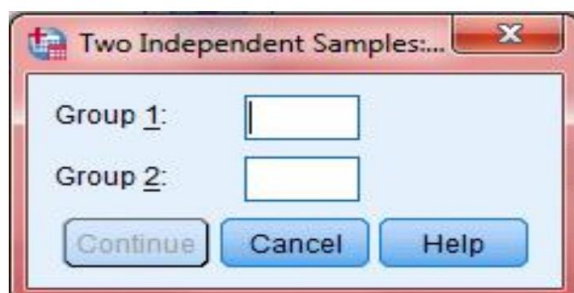 Two Independent Samples:...
Group 1:
Group 2:
Continue Cancel Help